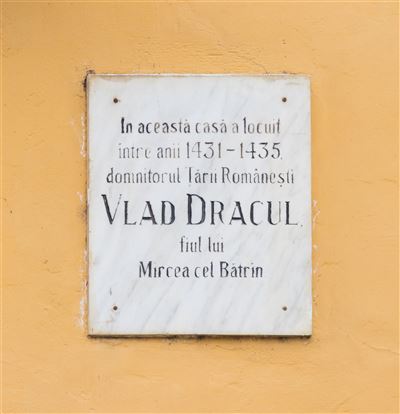 In această casă a locuit
între anii 1431-1435,
domnitorul Țării Românești
VLAD DRACUL,
fiul lui
Mircea cel Bătrîn